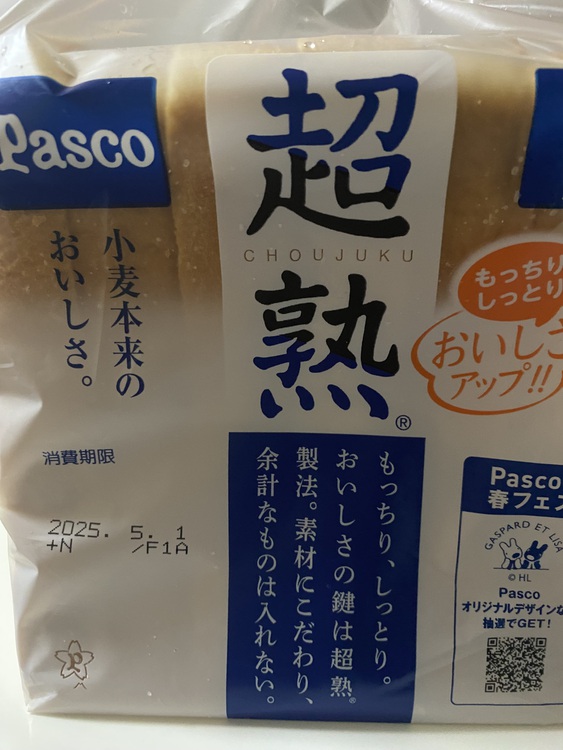 Pasco
超熟
CHOUJUKU
®
小麦本来の
おいしさ。
もっちり
しっとり
おいしさ
アップ!!
消費期限
2025. 5. 1
+N /F1A
もっちり、しっとり。
おいしさの鍵は超熟®
製法。素材にこだわり、
余計なものは入れない。
Pasco
春フェス
GASPARD ET LISA
© HL
Pasco
オリジナルデザインな
抽選でGET!
P